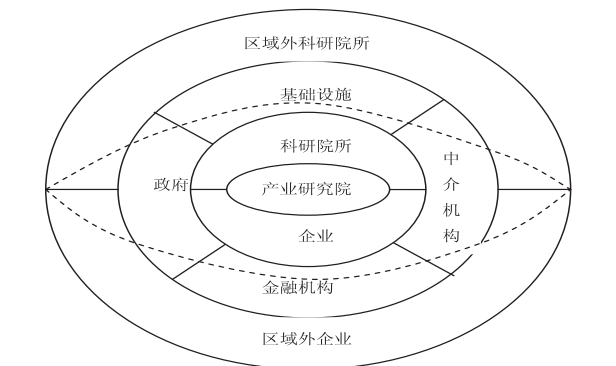 区域外科研院所
基础设施
科研院所
中介机构
政府
产业研究院
企业
金融机构
区域外企业